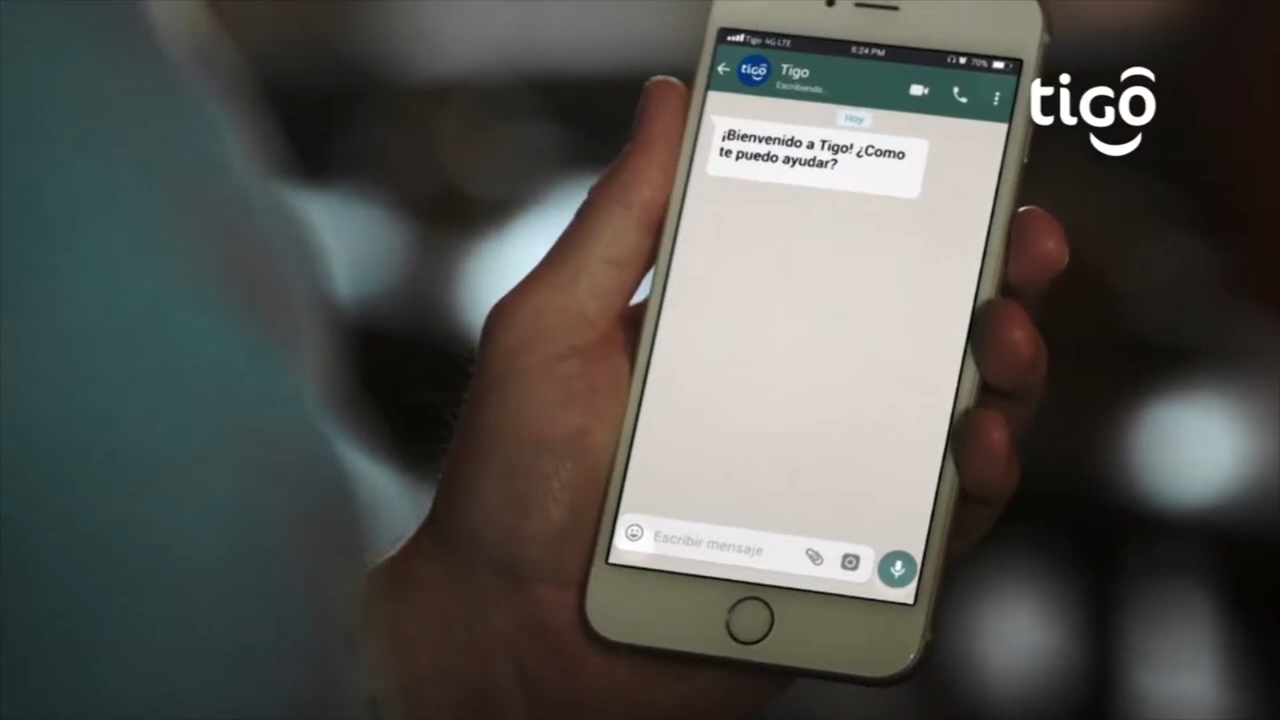 Tigo 4G LTE
5:24 PM
70%
tigo
Tigo
Escribiendo...
tigo
Hoy
¡Bienvenido a Tigo! ¿Como
te puedo ayudar?
Escribir mensaje